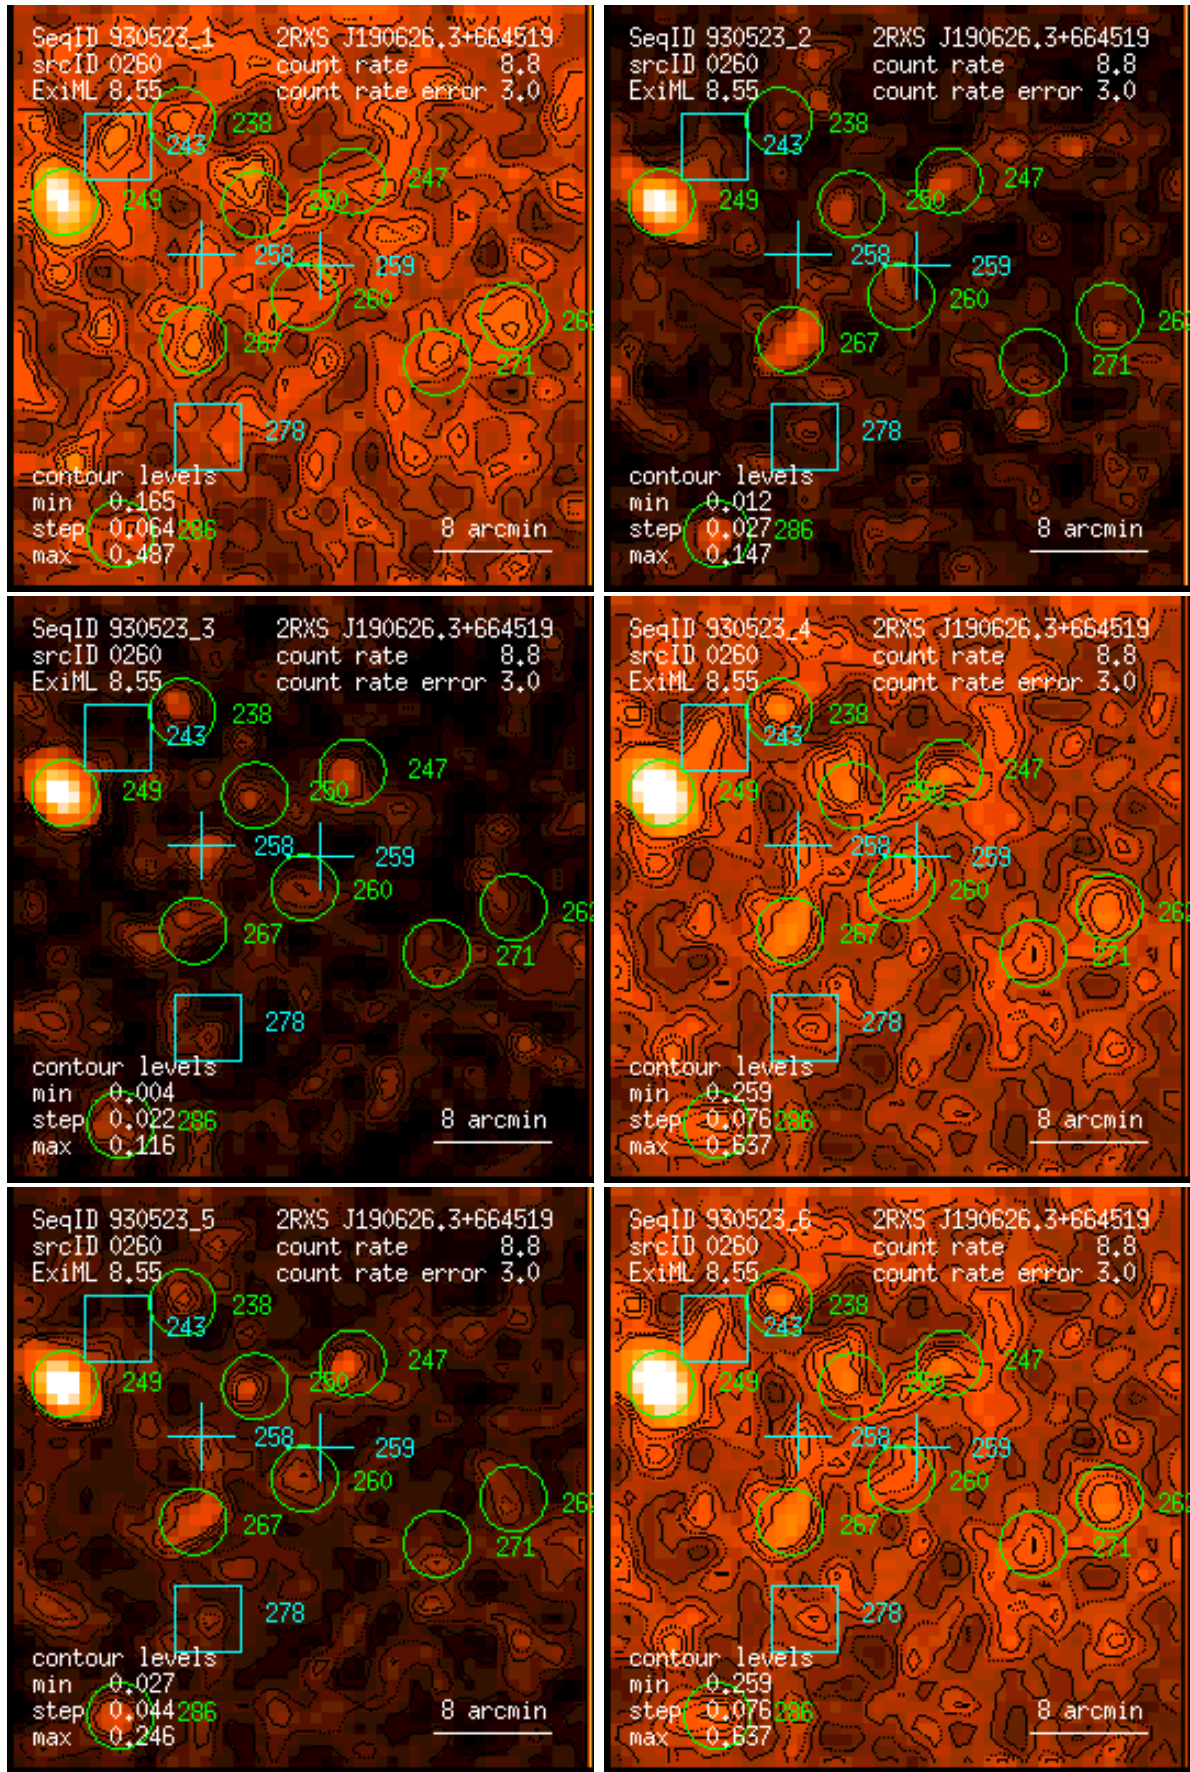 SeqID 930523_1 2RXS J190626.3+664519
srcID 0260 count rate 8.8
ExiML 8.55 count rate error 3.0
238
243
247
249
250
258
259
260
267
271
278
contour levels
min 0.165
step 0.064 286 8 arcmin
max 0.487
SeqID 930523_2 2RXS J190626.3+664519
srcID 0260 count rate 8.8
ExiML 8.55 count rate error 3.0
238
243
247
249
250
258
259
260
267
271
278
contour levels
min 0.012
step 0.027 286 8 arcmin
max 0.147
SeqID 930523_3 2RXS J190626.3+664519
srcID 0260 count rate 8.8
ExiML 8.55 count rate error 3.0
238
243
247
249
250
258
259
260
267
271
278
contour levels
min 0.004
step 0.022 286 8 arcmin
max 0.116
SeqID 930523_4 2RXS J190626.3+664519
srcID 0260 count rate 8.8
ExiML 8.55 count rate error 3.0
238
243
247
249
250
258
259
260
267
271
278
contour levels
min 0.259
step 0.076 286 8 arcmin
max 0.637
SeqID 930523_5 2RXS J190626.3+664519
srcID 0260 count rate 8.8
ExiML 8.55 count rate error 3.0
238
243
247
249
250
258
259
260
267
271
278
contour levels
min 0.027
step 0.044 286 8 arcmin
max 0.246
SeqID 930523_6 2RXS J190626.3+664519
srcID 0260 count rate 8.8
ExiML 8.55 count rate error 3.0
238
243
247
249
250
258
259
260
267
271
278
contour levels
min 0.259
step 0.076 286 8 arcmin
max 0.637